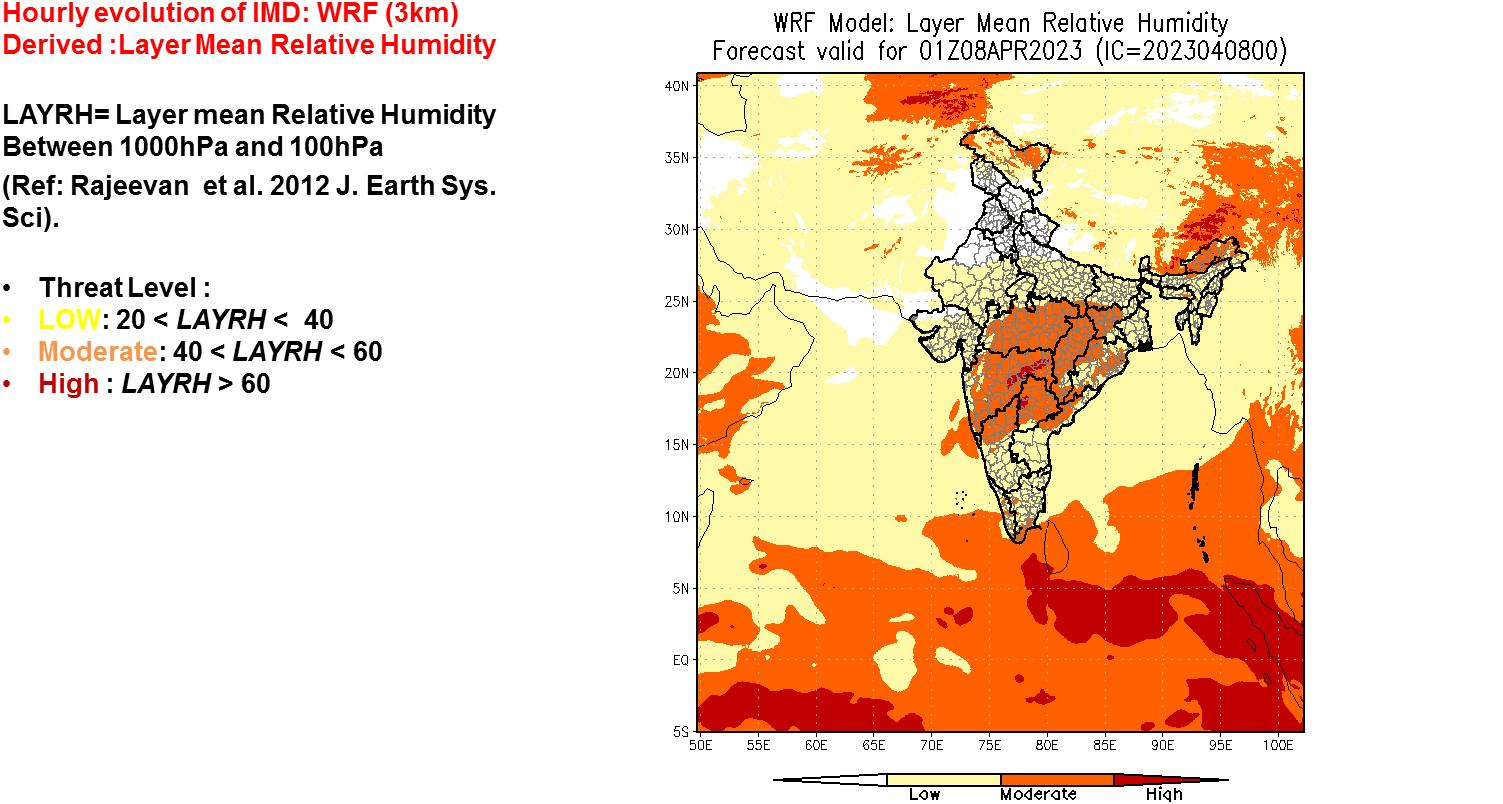 Hourly evolution of IMD: WRF (3km)
Derived :Layer Mean Relative Humidity
LAYRH= Layer mean Relative Humidity
Between 1000hPa and 100hPa
(Ref: Rajeevan et al. 2012 J. Earth Sys.
Sci).
• Threat Level :
• LOW: 20 < LAYRH < 40
• Moderate: 40 < LAYRH < 60
• High : LAYRH > 60
WRF Model: Layer Mean Relative Humidity
Forecast valid for 01Z08APR2023 (IC=2023040800)
40N
35N
30N
25N
20N
15N
10N
5N
EQ
5S
50E 55E 60E 65E 70E 75E 80E 85E 90E 95E 100E
Low Moderate High